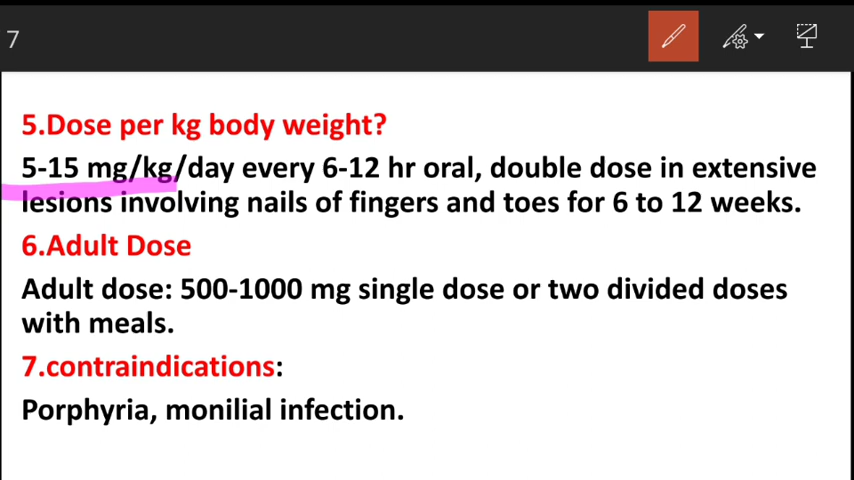 7
5.Dose per kg body weight?
5-15 mg/kg/day every 6-12 hr oral, double dose in extensive
lesions involving nails of fingers and toes for 6 to 12 weeks.
6.Adult Dose
Adult dose: 500-1000 mg single dose or two divided doses
with meals.
7.contraindications:
Porphyria, monilial infection.